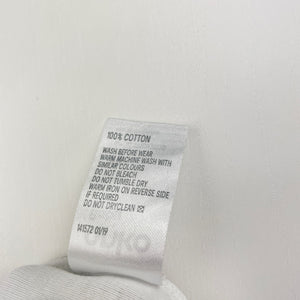 100% COTTON
WASH BEFORE WEAR
WARM MACHINE WASH WITH
SIMILAR COLOURS
DO NOT BLEACH
DO NOT TUMBLE DRY
WARM IRON ON REVERSE SIDE
IF REQUIRED
DO NOT DRYCLEAN
141572 01/19